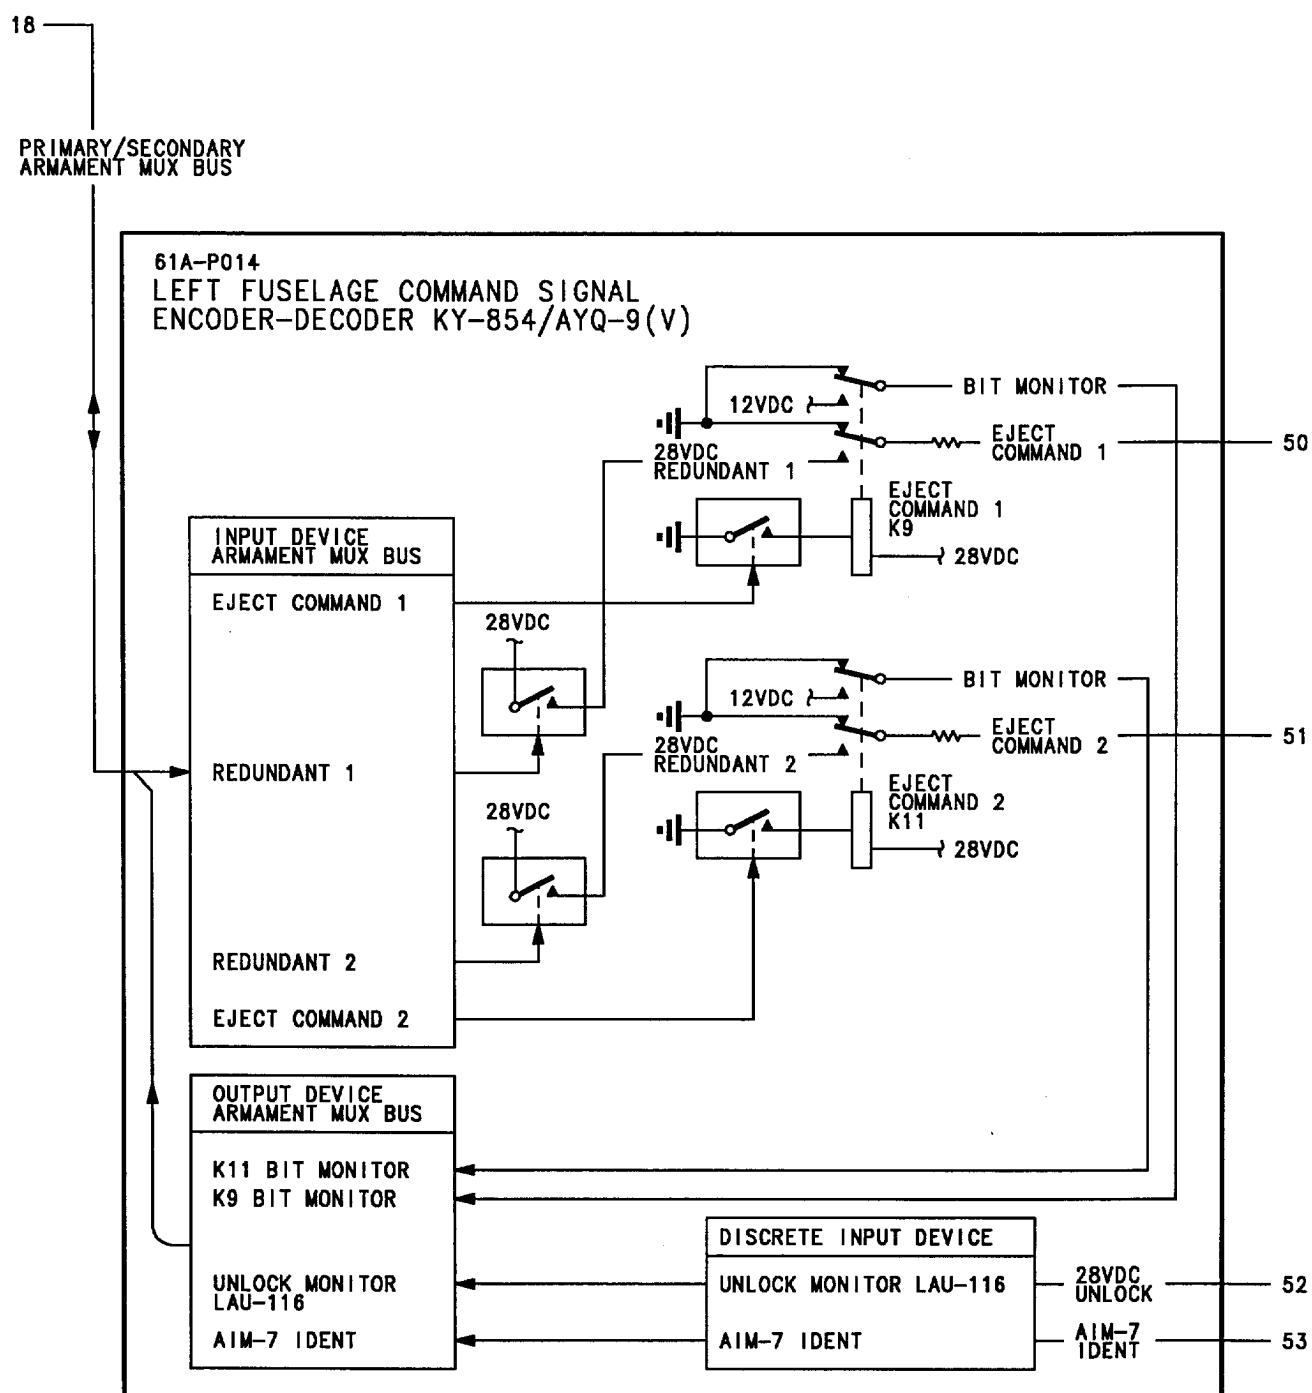 18
PRIMARY/SECONDARY
ARMAMENT MUX BUS
61A-P014
LEFT FUSELAGE COMMAND SIGNAL
ENCODER-DECODER KY-854/AYQ-9(V)
BIT MONITOR
12VDC
EJECT
COMMAND 1
50
28VDC
REDUNDANT 1
EJECT
COMMAND 1
K9
28VDC
INPUT DEVICE
ARMAMENT MUX BUS
EJECT COMMAND 1
28VDC
BIT MONITOR
12VDC
EJECT
COMMAND 2
51
28VDC
REDUNDANT 2
REDUNDANT 1
EJECT
COMMAND 2
K11
28VDC
28VDC
REDUNDANT 2
EJECT COMMAND 2
OUTPUT DEVICE
ARMAMENT MUX BUS
K11 BIT MONITOR
K9 BIT MONITOR
UNLOCK MONITOR
LAU-116
AIM-7 IDENT
DISCRETE INPUT DEVICE
UNLOCK MONITOR LAU-116
28VDC
UNLOCK
52
AIM-7 IDENT
AIM-7
IDENT
53